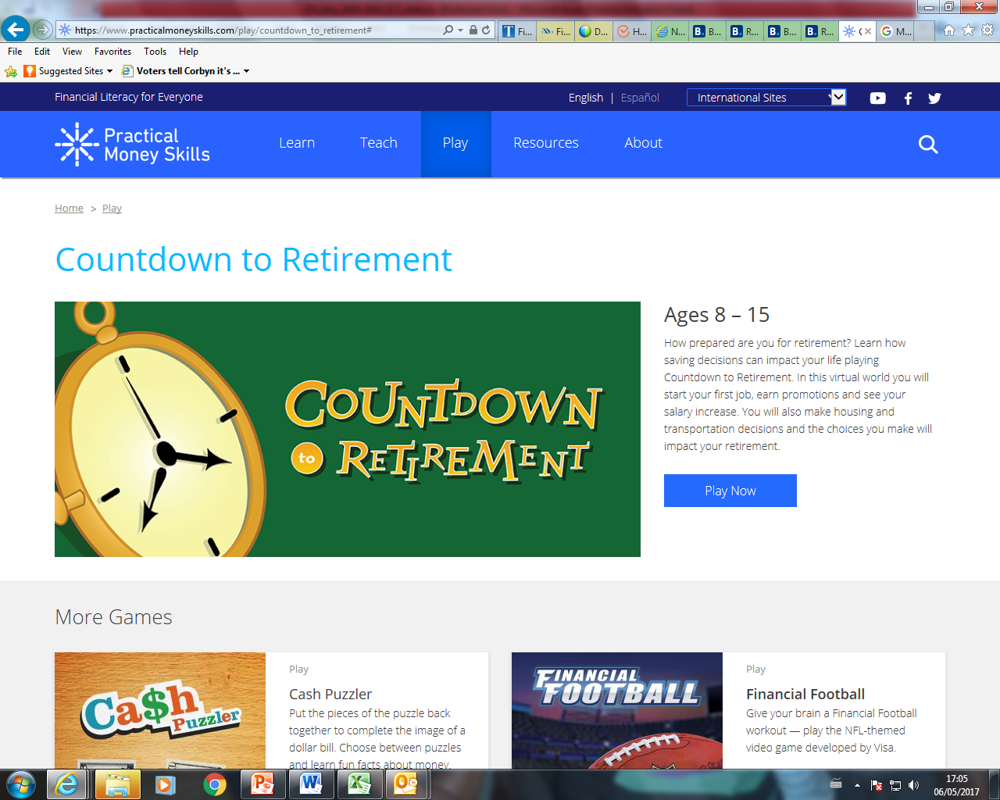 https://www.practicalmoneyskills.com/play/countdown_to_retirement#
Fi...
Fi...
D...
H...
N...
B...
R...
B...
R...
M...
File Edit View Favorites Tools Help
Suggested Sites
Voters tell Corbyn it's ...
Financial Literacy for Everyone
English | Español
International Sites
Practical
Money Skills
Learn Teach Play Resources About
Home > Play
Countdown to Retirement
COUNTDOWN
to RETIREMENT
Ages 8 – 15
How prepared are you for retirement? Learn how
saving decisions can impact your life playing
Countdown to Retirement. In this virtual world you will
start your first job, earn promotions and see your
salary increase. You will also make housing and
transportation decisions and the choices you make will
impact your retirement.
Play Now
More Games
Ca$h
Puzzler
Play
Cash Puzzler
Put the pieces of the puzzle back
together to complete the image of a
dollar bill. Choose between puzzles
and learn fun facts about money.
FINANCIAL
FOOTBALL
Play
Financial Football
Give your brain a Financial Football
workout — play the NFL-themed
video game developed by Visa.
17:05
06/05/2017